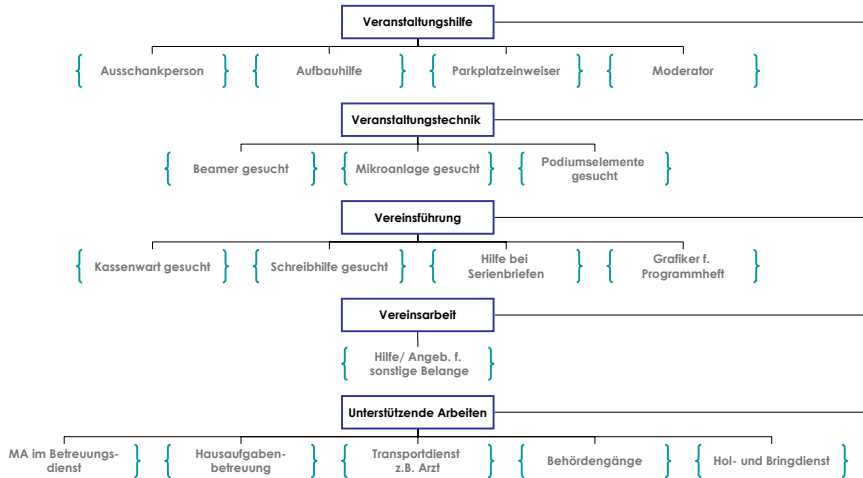 Veranstaltungshilfe
Ausschankperson
Aufbauhilfe
Parkplatzeinweiser
Moderator
Veranstaltungstechnik
Beamer gesucht
Mikroanlage gesucht
Podiumselemente
gesucht
Vereinsführung
Kassenwart gesucht
Schreibhilfe gesucht
Hilfe bei
Serienbriefen
Grafiker f.
Programmheft
Vereinsarbeit
Hilfe/ Angeb. f.
sonstige Belange
Unterstützende Arbeiten
MA im Betreuungs-
dienst
Hausaufgaben-
betreuung
Transportdienst
z.B. Arzt
Behördengänge
Hol- und Bringdienst